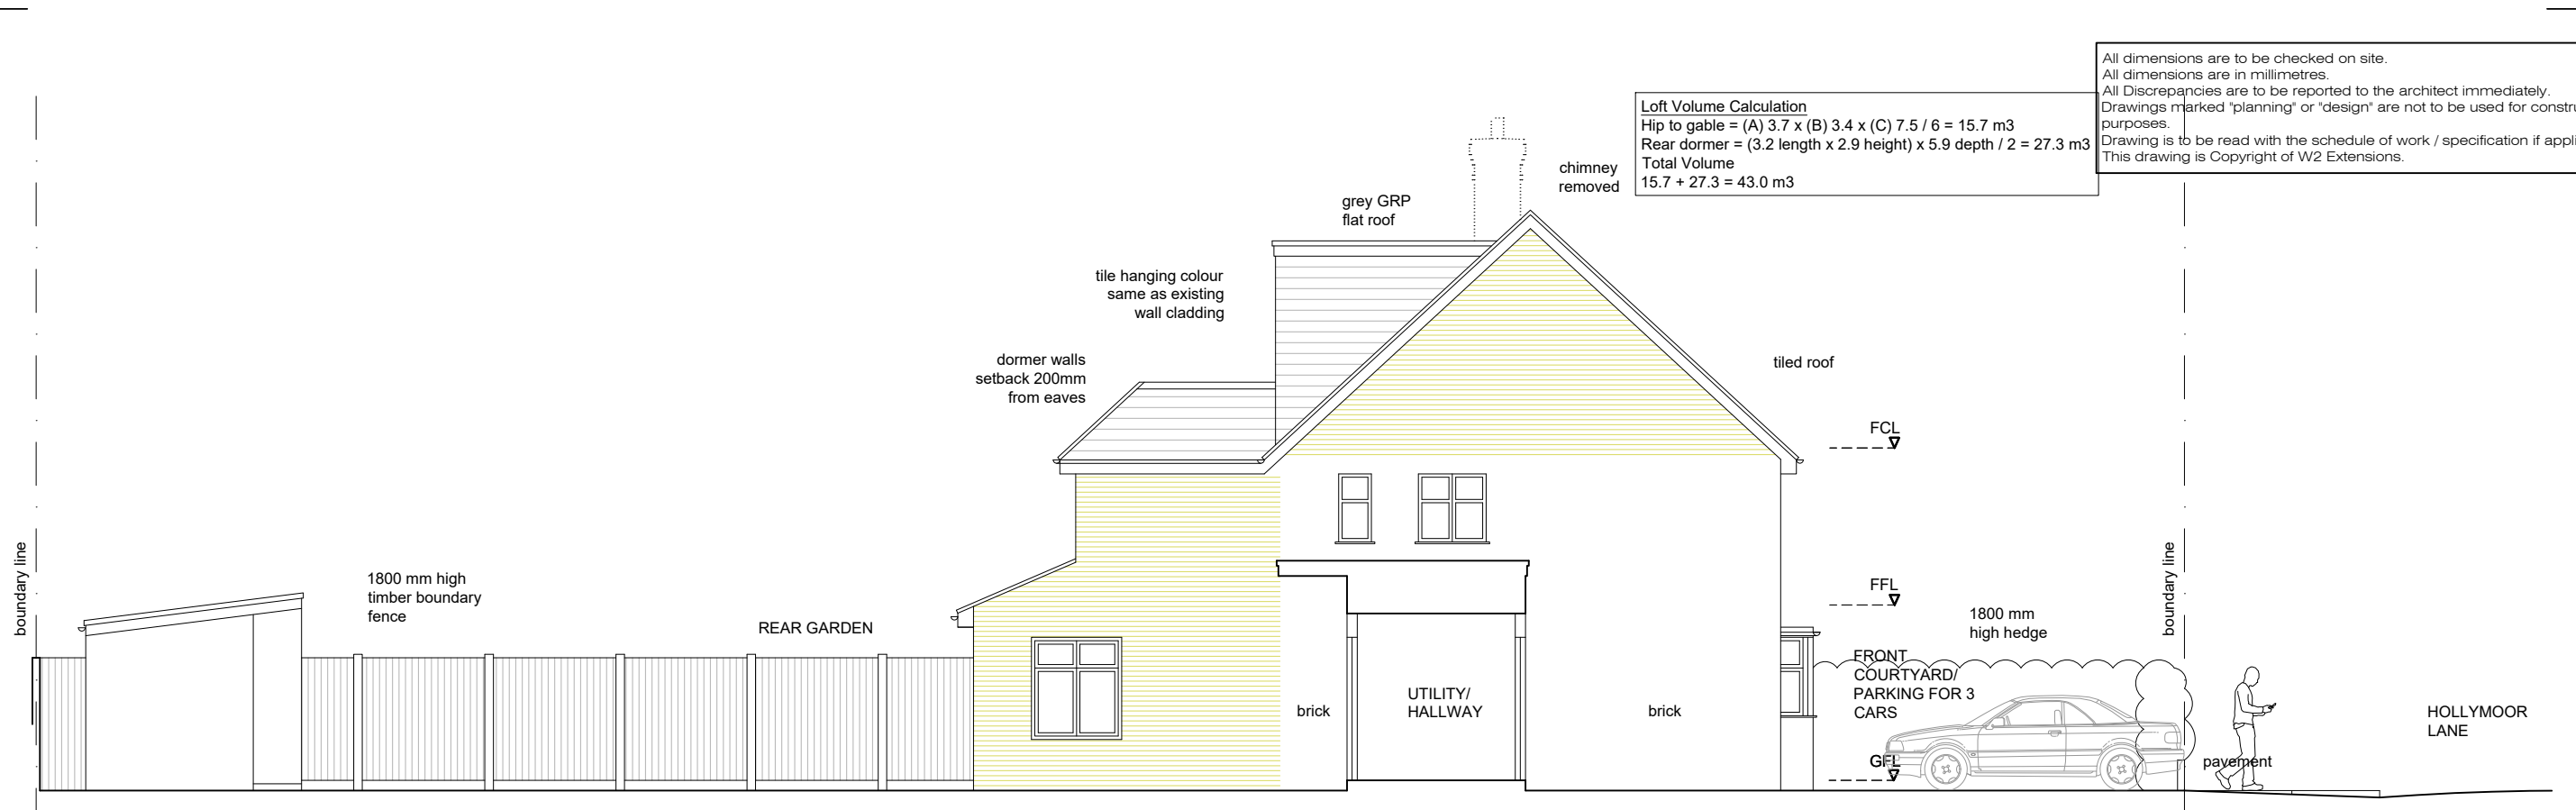 All dimensions are to be checked on site.
All dimensions are in millimetres.
All Discrepancies are to be reported to the architect immediately.
Drawings marked "planning" or "design" are not to be used for constru
purposes.
Drawing is to be read with the schedule of work / specification if appli
This drawing is Copyright of W2 Extensions.
Loft Volume Calculation
Hip to gable = (A) 3.7 x (B) 3.4 x (C) 7.5 / 6 = 15.7 m3
Rear dormer = (3.2 length x 2.9 height) x 5.9 depth / 2 = 27.3 m3
Total Volume
15.7 + 27.3 = 43.0 m3
chimney
removed
grey GRP
flat roof
tile hanging colour
same as existing
wall cladding
dormer walls
setback 200mm
from eaves
tiled roof
FCL
FFL
GFL
boundary line
1800 mm high
timber boundary
fence
REAR GARDEN
brick
UTILITY/
HALLWAY
brick
FRONT
COURTYARD/
PARKING FOR 3
CARS
1800 mm
high hedge
boundary line
pavement
HOLLYMOOR
LANE